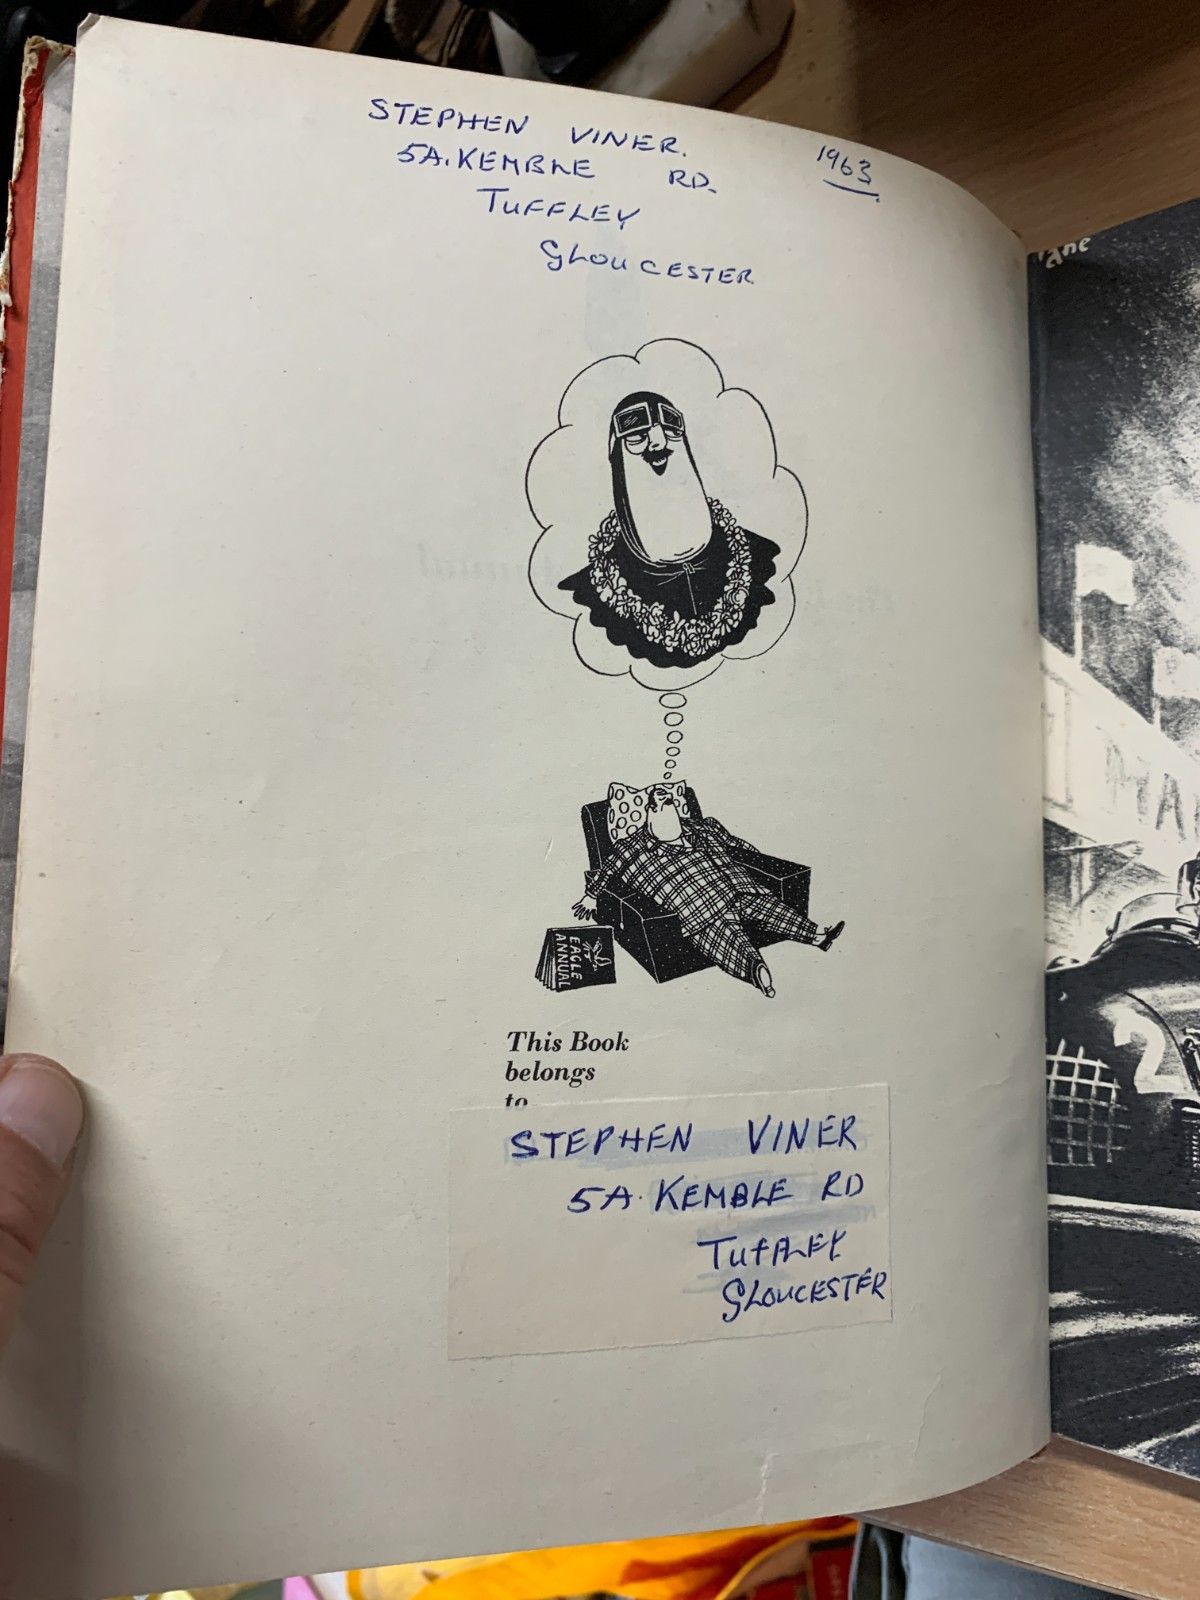 STEPHEN VINER.
1963
5A. KEMBLE RD.
TUFFLEY
GLOUCESTER
EAGLE
ANNUAL
This Book
belongs
to
STEPHEN VINER
5A. KEMBLE RD
TUFFLEY
GLOUCESTER
2